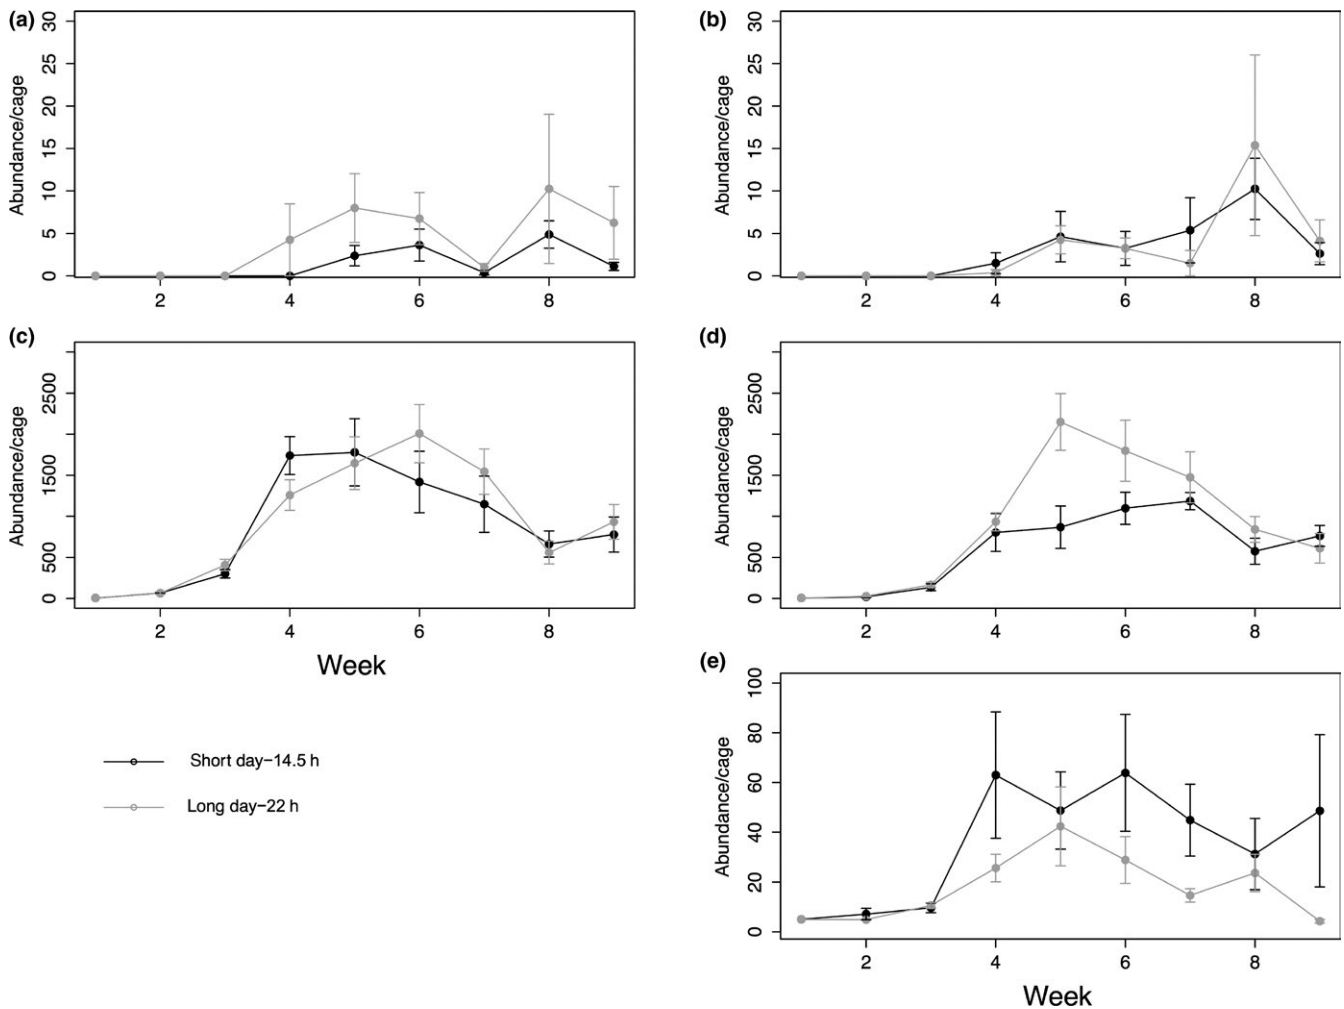 (a)
Abundance/cage
0 5 10 15 20 25 30
2 4 6 8
(b)
Abundance/cage
0 5 10 15 20 25 30
2 4 6 8
(c)
Abundance/cage
0 500 1500 2500
2 4 6 8
Week
(d)
Abundance/cage
0 500 1500 2500
2 4 6 8
(e)
Abundance/cage
0 20 40 60 80 100
2 4 6 8
Week
Short day−14.5 h
Long day−22 h